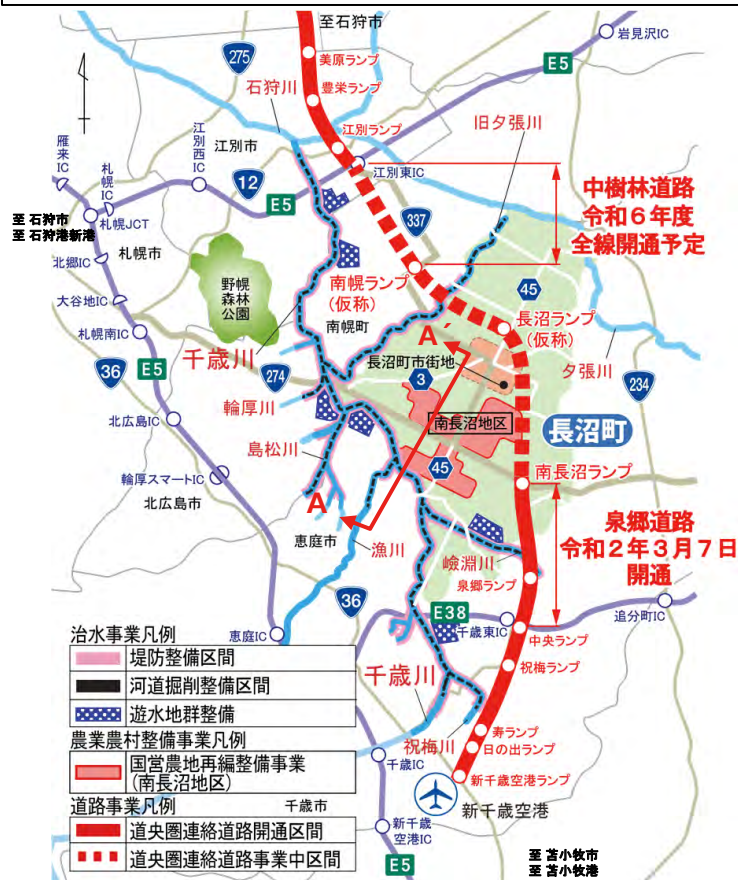 至石狩市
岩見沢IC
美原ランプ
275
E5
石狩川
豊栄ランプ
江別ランプ
旧夕張川
雁来IC
札幌IC
江別西IC
江別市
江別東IC
12
E5
中樹林道路
令和6年度
全線開通予定
至 石狩市
至 石狩港新港
札幌JCT
337
札幌市
北郷IC
野幌
森林
公園
南幌ランプ
(仮称)
45
大谷地IC
南幌町
長沼ランプ
(仮称)
札幌南IC
A´
千歳川
長沼町市街地
夕張川
36
E5
274
3
234
輪厚川
北広島IC
南長沼地区
長沼町
島松川
45
輪厚スマートIC
南長沼ランプ
北広島市
A
恵庭市
漁川
泉郷道路
令和2年3月7日
開通
嶮淵川
泉郷ランプ
36
E38
追分町IC
恵庭IC
千歳東IC
中央ランプ
治水事業凡例
堤防整備区間
河道掘削整備区間
遊水地群整備
千歳川
祝梅ランプ
祝梅川
寿ランプ
日の出ランプ
農業農村整備事業凡例
国営農地再編整備事業
(南長沼地区)
千歳IC
新千歳空港ランプ
新千歳空港
道路事業凡例
千歳市
道央圏連絡道路開通区間
道央圏連絡道路事業中区間
新千歳
空港IC
E5
至 苫小牧市
至 苫小牧港